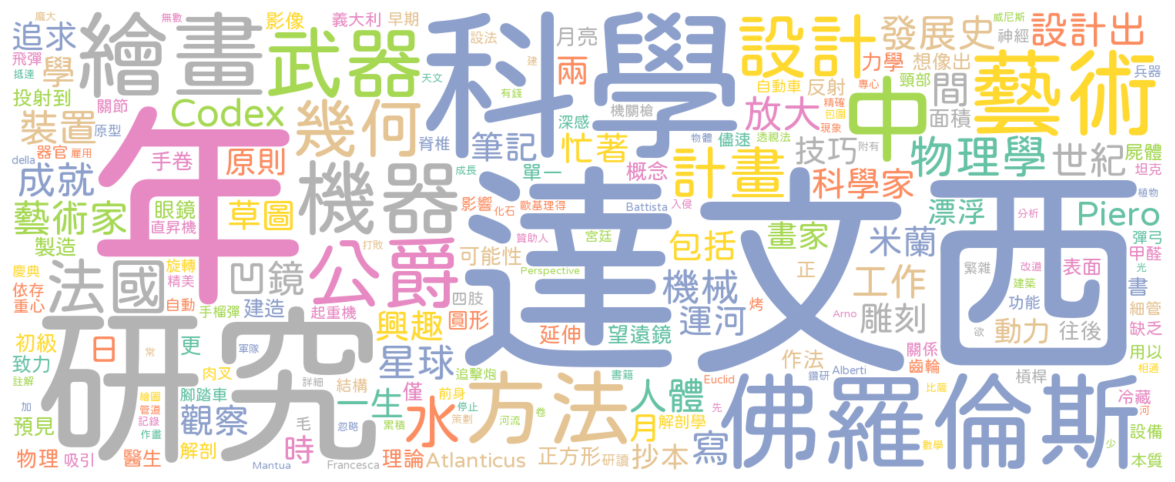 龐大
無數
影像
義大利
早期
追求
繪畫
武器
設法
月亮
建
科學
設計
發展史
威尼斯
神經
設計出
飛彈
抵達
學
天文
有錢
兩
力學
想像出
兵器
投射到
關節
Codex
幾何
深感
機關槍
自動車
反射
專心
頸部
中
間
藝術
裝置
原型
脊椎
筆記
忙著
物體
儘速
放大
精確
包圍
透視法
現象
附有
面積
物理學
世紀
屍體
坦克
器官
雇用
della
手卷
原則
機器
成長
單一
概念
計畫
技巧
科學家
植物
成就
年
眼鏡
直昇機
草圖
影響
化石
歐基理得
Battista
入侵
達文西
分析
漂浮
Piero
藝術家
製造
公爵
贊助人
宮廷
可能性
打敗
包括
畫家
米蘭
彈弓
甲醛
光
慶典
旋轉
精美
法國
凹鏡
Perspective
正
工作
繁雜
改道
表面
書
依存
重心
自動
手榴彈
建造
起重機
四肢
圓形
機械
運河
烤
Arno
雕刻
建築
功能
細管
缺乏
初級
日
更
軍隊
興趣
延伸
望遠鏡
欲
動力
往後
致力
常
研究
星球
作法
關係
齒輪
槓桿
用以
註解
肉叉
詳細
結構
僅
前身
追擊炮
書籍
鑽研
Alberti
Euclid
比薩
相通
加
繪圖
管道
記錄
作畫
腳踏車
一生
停止
策劃
方法
人體
佛羅倫斯
冷藏
河
預見
觀察
毛
忽略
累積
水
河流
卷
月
解剖學
先
設備
物理
吸引
醫生
解剖
時
Mantua
Francesca
理論
Atlanticus
正方形
研讀
抄本
寫
數學
少
本質